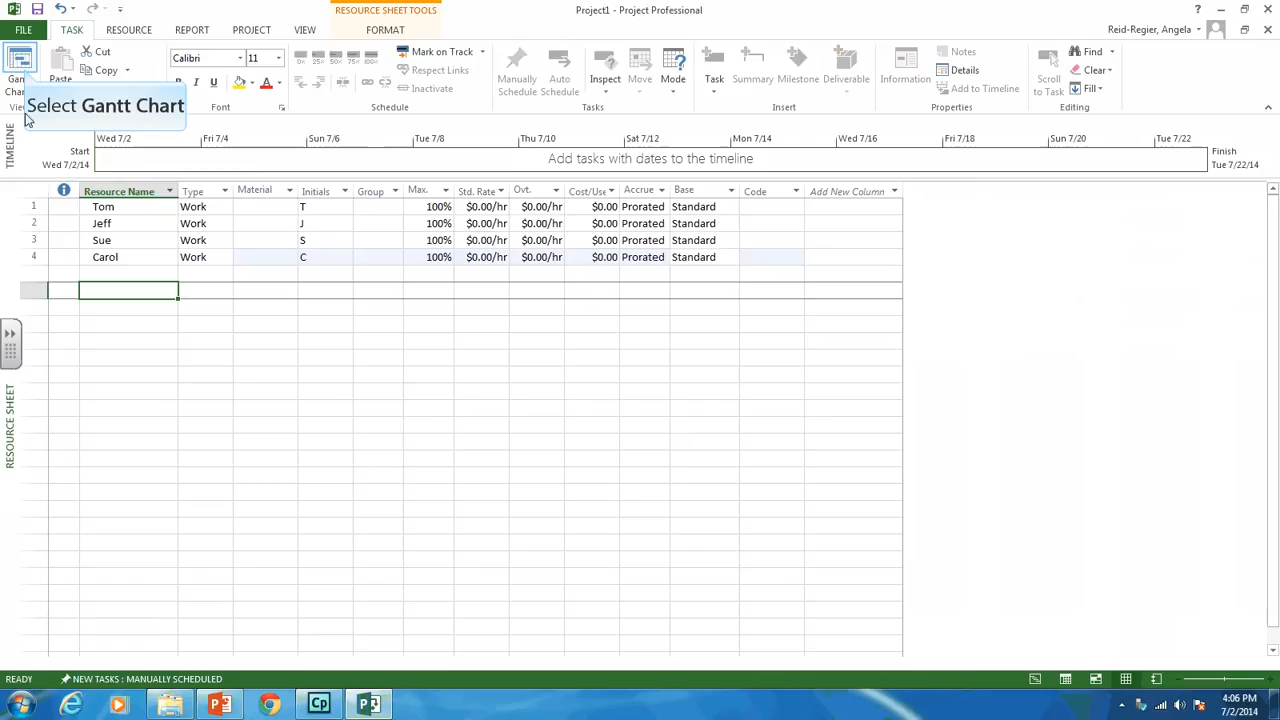 RESOURCE SHEET TOOLS
Project1 - Project Professional
FILE TASK RESOURCE REPORT PROJECT VIEW FORMAT
Reid-Regier, Angela
Cut
Calibri 11
Mark on Track
Copy
Respect Links
Paste
Inactivate
Manually Schedule
Auto Schedule
Inspect
Move
Mode
Task
Summary
Milestone
Deliverable
Information
Notes
Details
Add to Timeline
Scroll to Task
Find
Clear
Fill
Select Gantt Chart
Font Schedule Tasks Insert Properties Editing
TIMELINE
Wed 7/2 Fri 7/4 Sun 7/6 Tue 7/8 Thu 7/10 Sat 7/12 Mon 7/14 Wed 7/16 Fri 7/18 Sun 7/20 Tue 7/22
Start
Wed 7/2/14
Add tasks with dates to the timeline
Finish
Tue 7/22/14
Resource Name Type Material Initials Group Max. Std. Rate Ovt. Cost/Use Accrue Base Code Add New Column
1 Tom Work T 100% $0.00/hr $0.00/hr $0.00 Prorated Standard
2 Jeff Work J 100% $0.00/hr $0.00/hr $0.00 Prorated Standard
3 Sue Work S 100% $0.00/hr $0.00/hr $0.00 Prorated Standard
4 Carol Work C 100% $0.00/hr $0.00/hr $0.00 Prorated Standard
RESOURCE SHEET
READY NEW TASKS : MANUALLY SCHEDULED
4:06 PM
7/2/2014